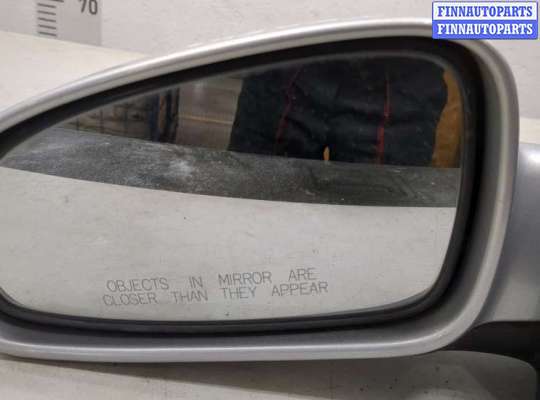 70
FINNAUTOPARTS
FINNAUTOPARTS
OBJECTS IN MIRROR ARE
CLOSER THAN THEY APPEAR